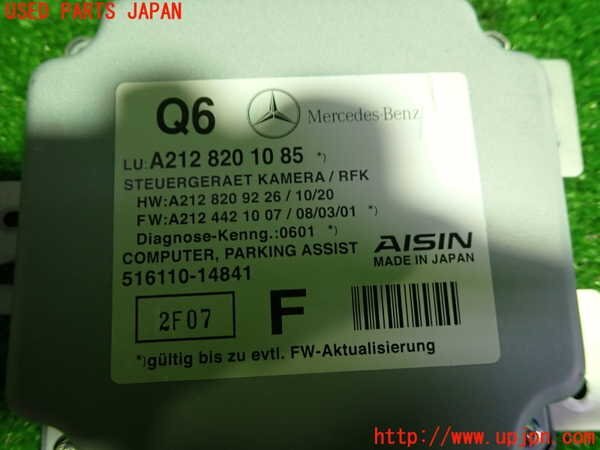 USED PARTS JAPAN
Q6 Mercedes-Benz
LU:A212 820 10 85 *)
STEUERGERAET KAMERA / RFK
HW:A212 820 92 26 / 10/20
FW:A212 442 10 07 / 08/03/01 *)
Diagnose-Kenng.:0601 *)
COMPUTER, PARKING ASSIST
516110-14841
AISIN
MADE IN JAPAN
2F07 F
*)gültig bis zu evtl. FW-Aktualisierung
http://www.upjpn.com/